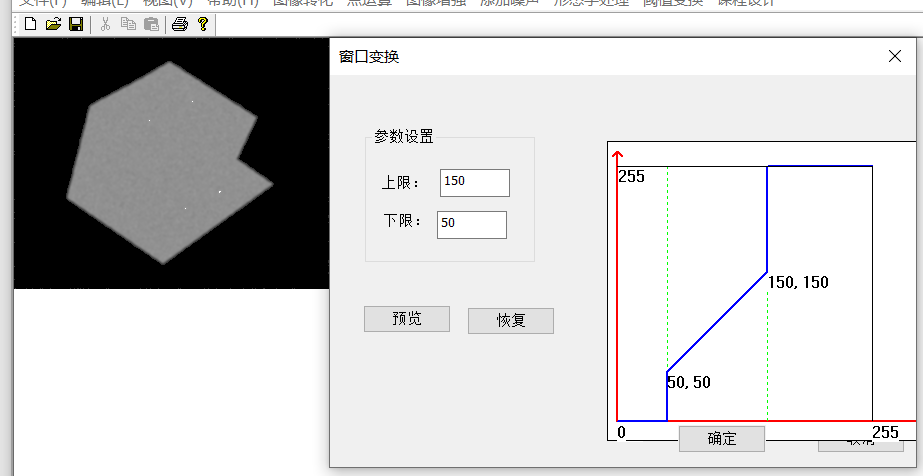 文件(F) 编辑(E) 视图(V) 帮助(H) 图像转化 点运算 图像增强 添加噪声 形态学处理 阈值变换 课程设计
窗口变换
参数设置
上限： 150
下限： 50
预览 恢复
255
150, 150
50, 50
0 255
确定 取消